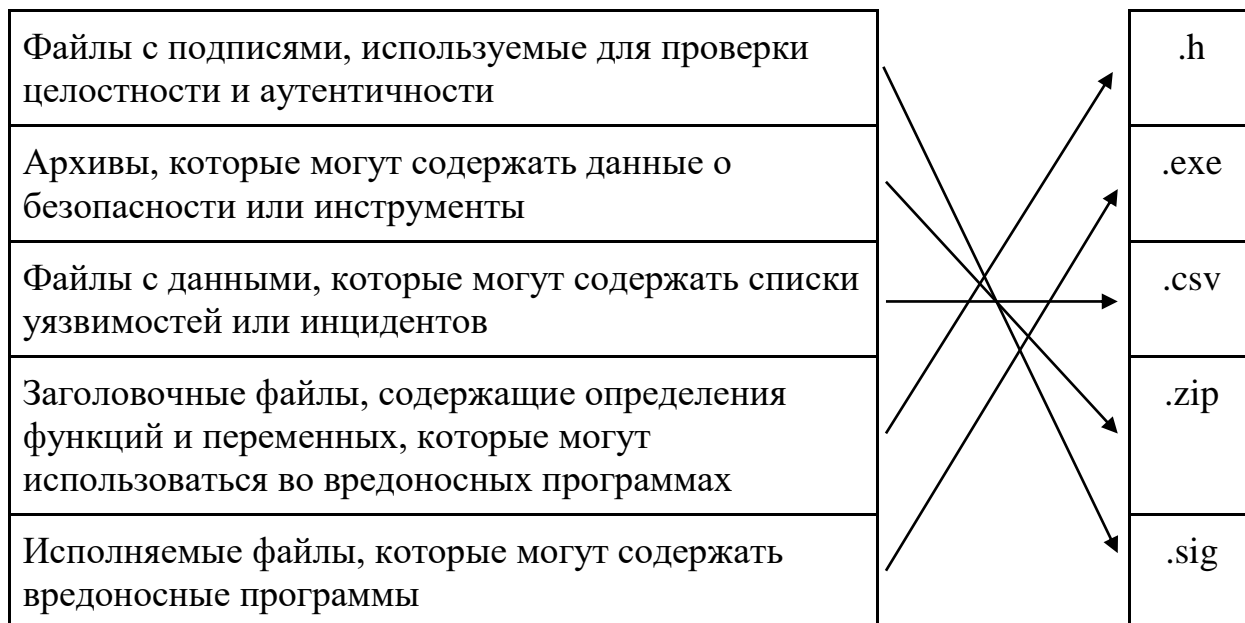 Файлы с подписями, используемые для проверки
целостности и аутентичности
.h
Архивы, которые могут содержать данные о
безопасности или инструменты
.exe
Файлы с данными, которые могут содержать списки
уязвимостей или инцидентов
.csv
Заголовочные файлы, содержащие определения
функций и переменных, которые могут
использоваться во вредоносных программах
.zip
Исполняемые файлы, которые могут содержать
вредоносные программы
.sig